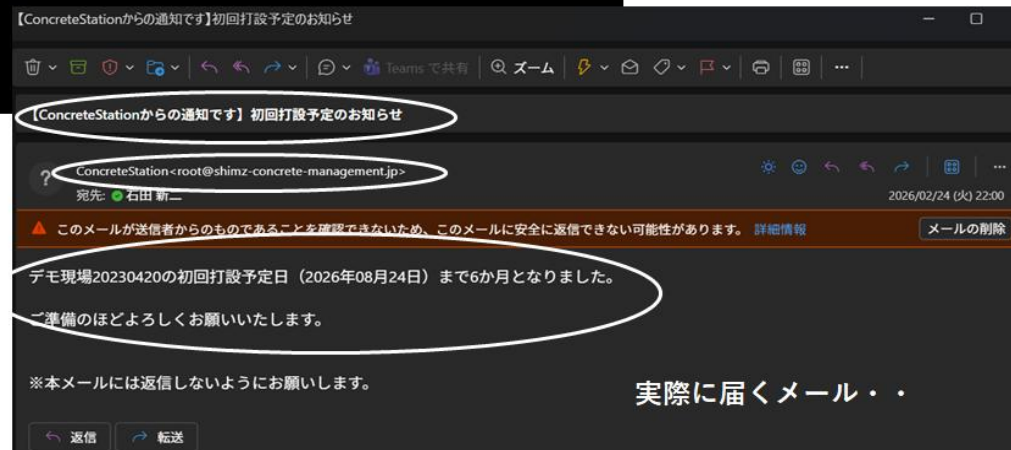 【ConcreteStationからの通知です】初回打設予定のお知らせ
Teams で共有 ズーム
【ConcreteStationからの通知です】初回打設予定のお知らせ
? ConcreteStation<root@shimz-concrete-management.jp>
宛先: 石田 新二
2026/02/24 (火) 22:00
このメールが送信者からのものであることを確認できないため、このメールに安全に返信できない可能性があります。 詳細情報 メールの削除
デモ現場20230420の初回打設予定日（2026年08月24日）まで6か月となりました。
ご準備のほどよろしくお願いいたします。
※本メールには返信しないようにお願いします。
実際に届くメール・・
返信 転送